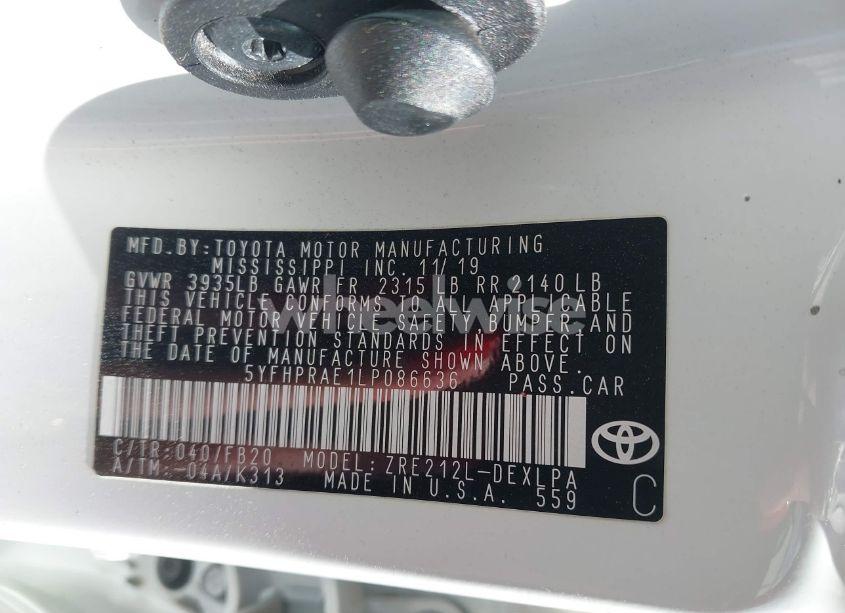 MFD.BY:TOYOTA MOTOR MANUFACTURING
MISSISSIPPI INC. 11/19
GVWR 3935LB GAWR FR 2315LB RR 2140LB
THIS VEHICLE CONFORMS TO ALL APPLICABLE
FEDERAL MOTOR VEHICLE SAFETY,BUMPER,AND
THEFT PREVENTION STANDARDS IN EFFECT ON
THE DATE OF MANUFACTURE SHOWN ABOVE.
5YFHPRAE1LP086636 PASS.CAR
C/TR:040/FB20 MODEL: ZRE212L-DEXLPA
A/TM: -04A/K313 MADE IN U.S.A. 559
C
wheelwise